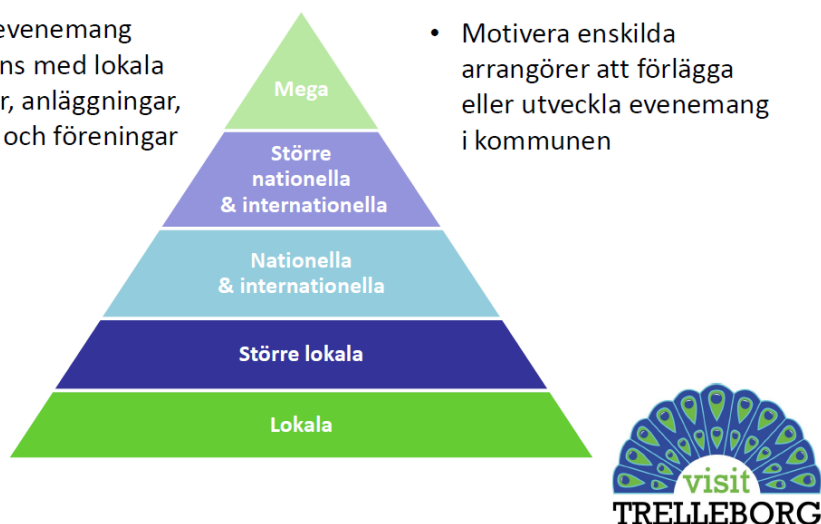 evenemang
ns med lokala
r, anläggningar,
och föreningar
• Motivera enskilda
arrangörer att förlägga
eller utveckla evenemang
i kommunen
Mega
Större
nationella
& internationella
Nationella
& internationella
Större lokala
Lokala
visit
TRELLEBORG